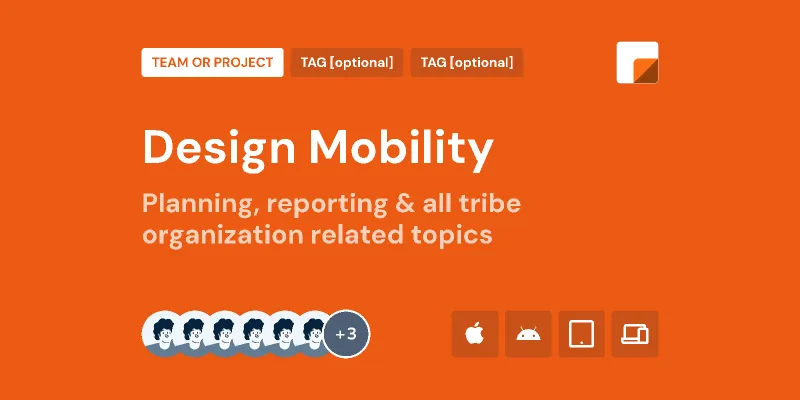 TEAM OR PROJECT TAG [optional] TAG [optional]
Design Mobility
Planning, reporting & all tribe
organization related topics
+3